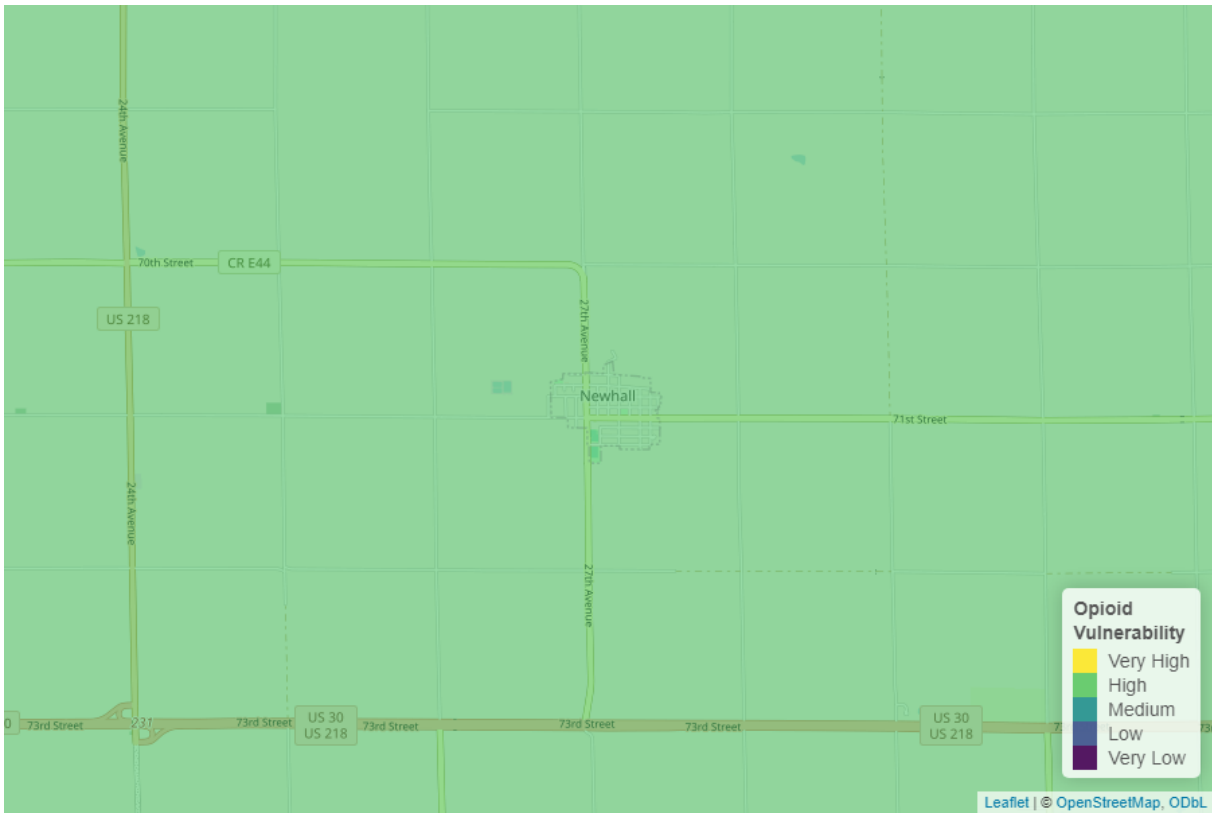 24th Avenue
70th Street
CR E44
US 218
27th Avenue
Newhall
71st Street
24th Avenue
27th Avenue
Opioid
Vulnerability
Very High
High
Medium
Low
Very Low
0
73rd Street
231
73rd Street
US 30
US 218
73rd Street
73rd Street
73rd Street
US 30
US 218
Leaflet | © OpenStreetMap, ODbL